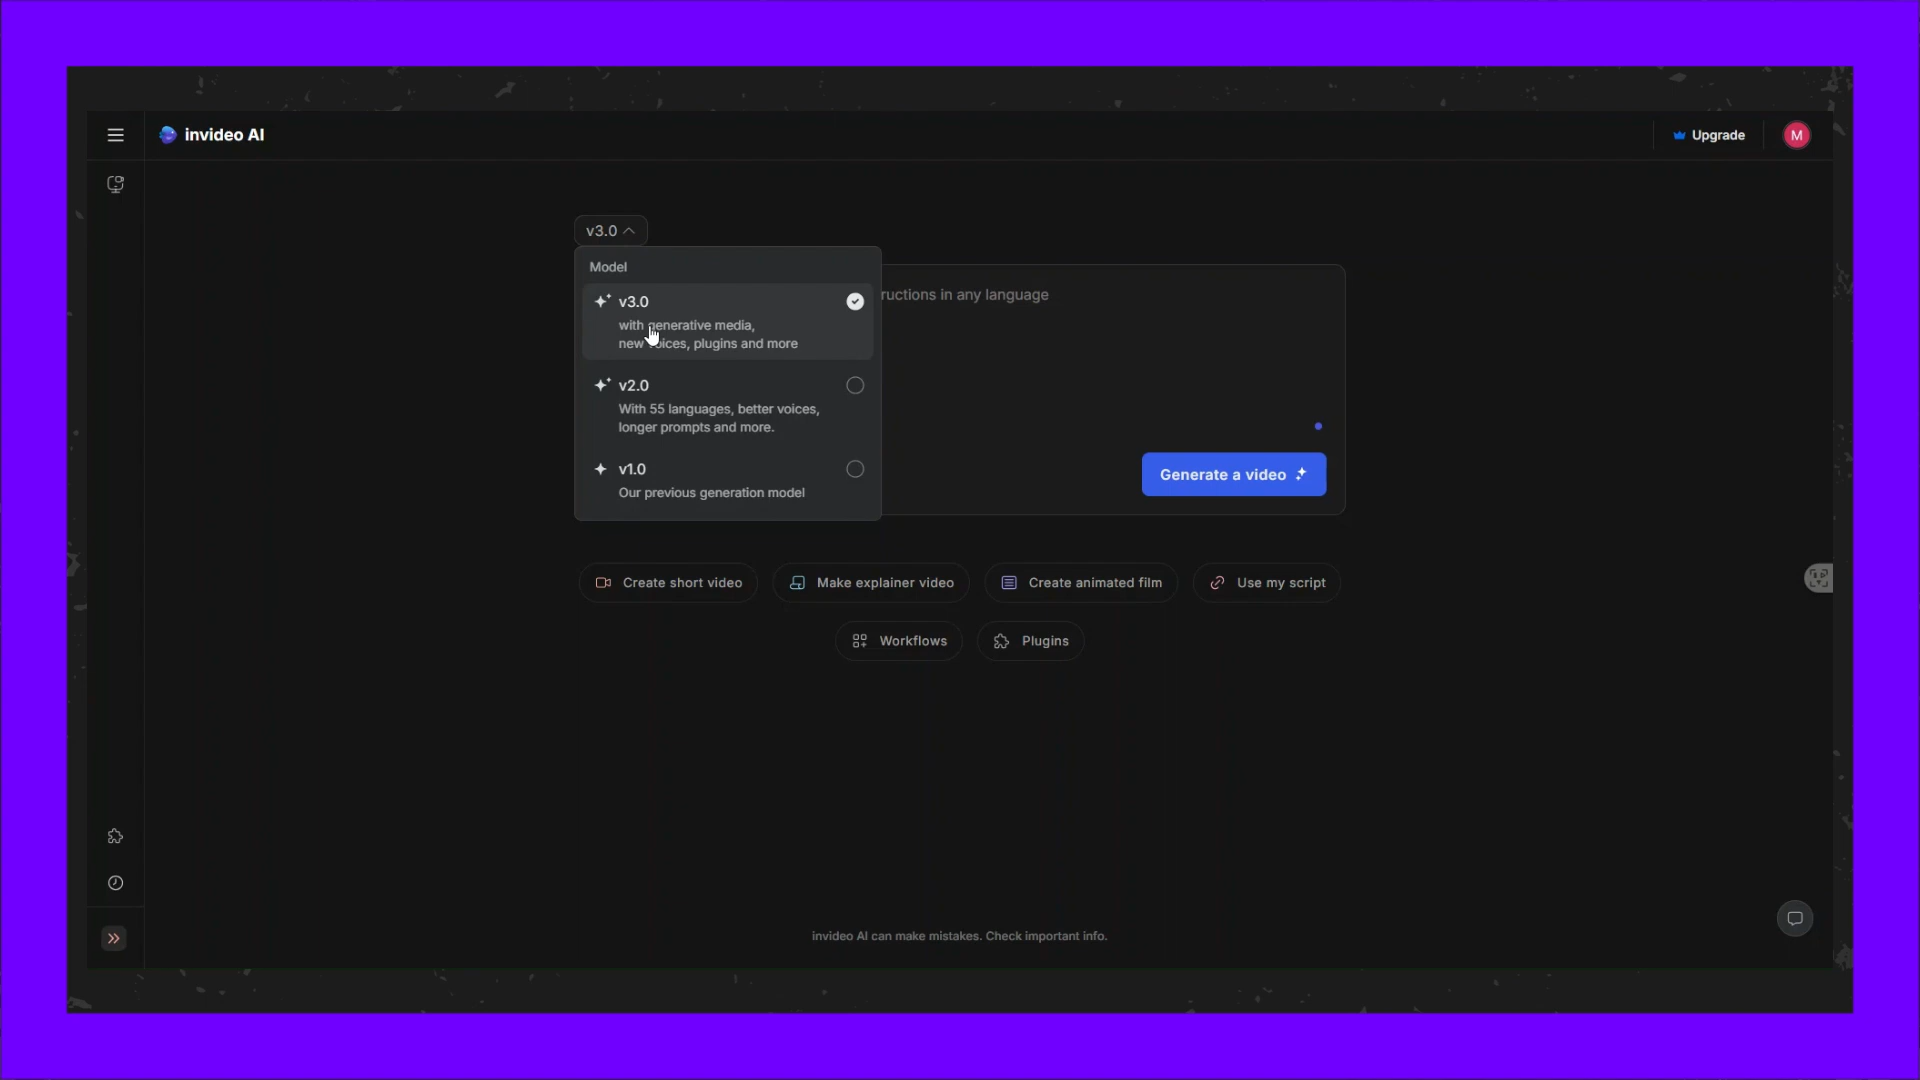 invideo AI
Upgrade
M
v3.0
Model
v3.0
with generative media,
new voices, plugins and more
ructions in any language
v2.0
With 55 languages, better voices,
longer prompts and more.
v1.0
Our previous generation model
Generate a video
Create short video
Make explainer video
Create animated film
Use my script
Workflows
Plugins
invideo AI can make mistakes. Check important info.